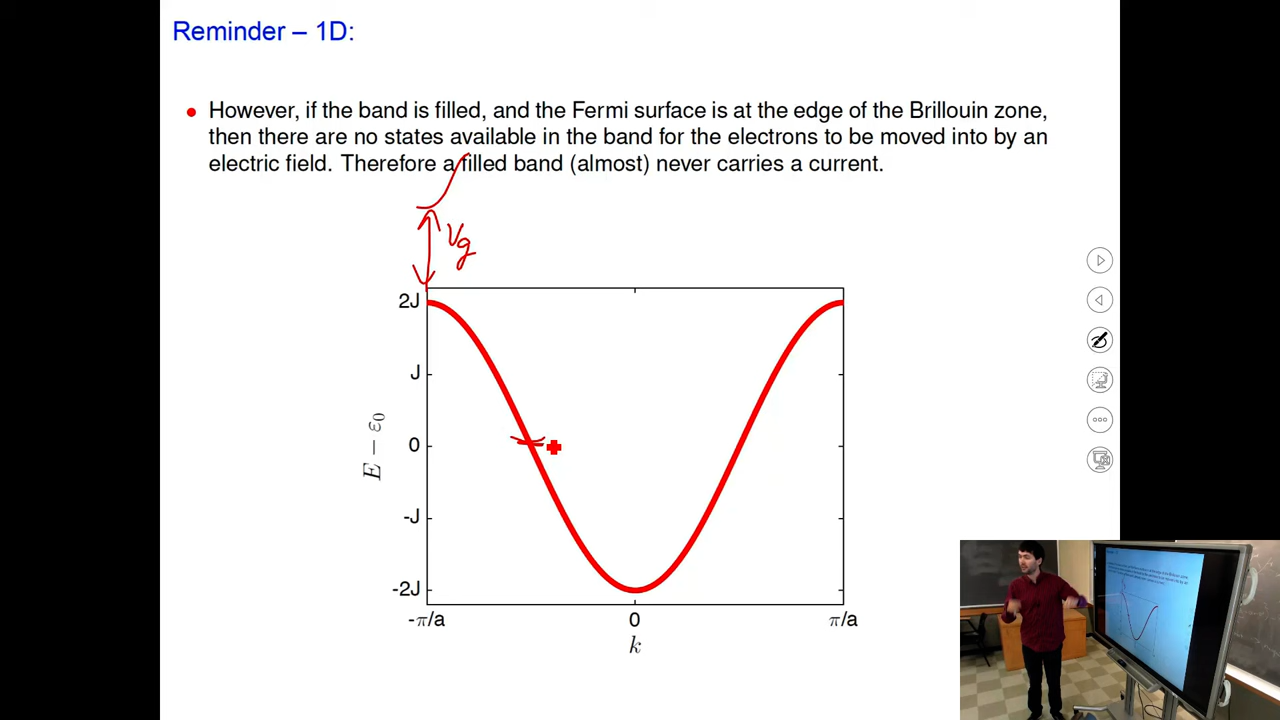 Reminder – 1D:
However, if the band is filled, and the Fermi surface is at the edge of the Brillouin zone,
then there are no states available in the band for the electrons to be moved into by an
electric field. Therefore a filled band (almost) never carries a current.
Vg
2J
J
0
-J
-2J
E − ε₀
-π/a
0
π/a
k